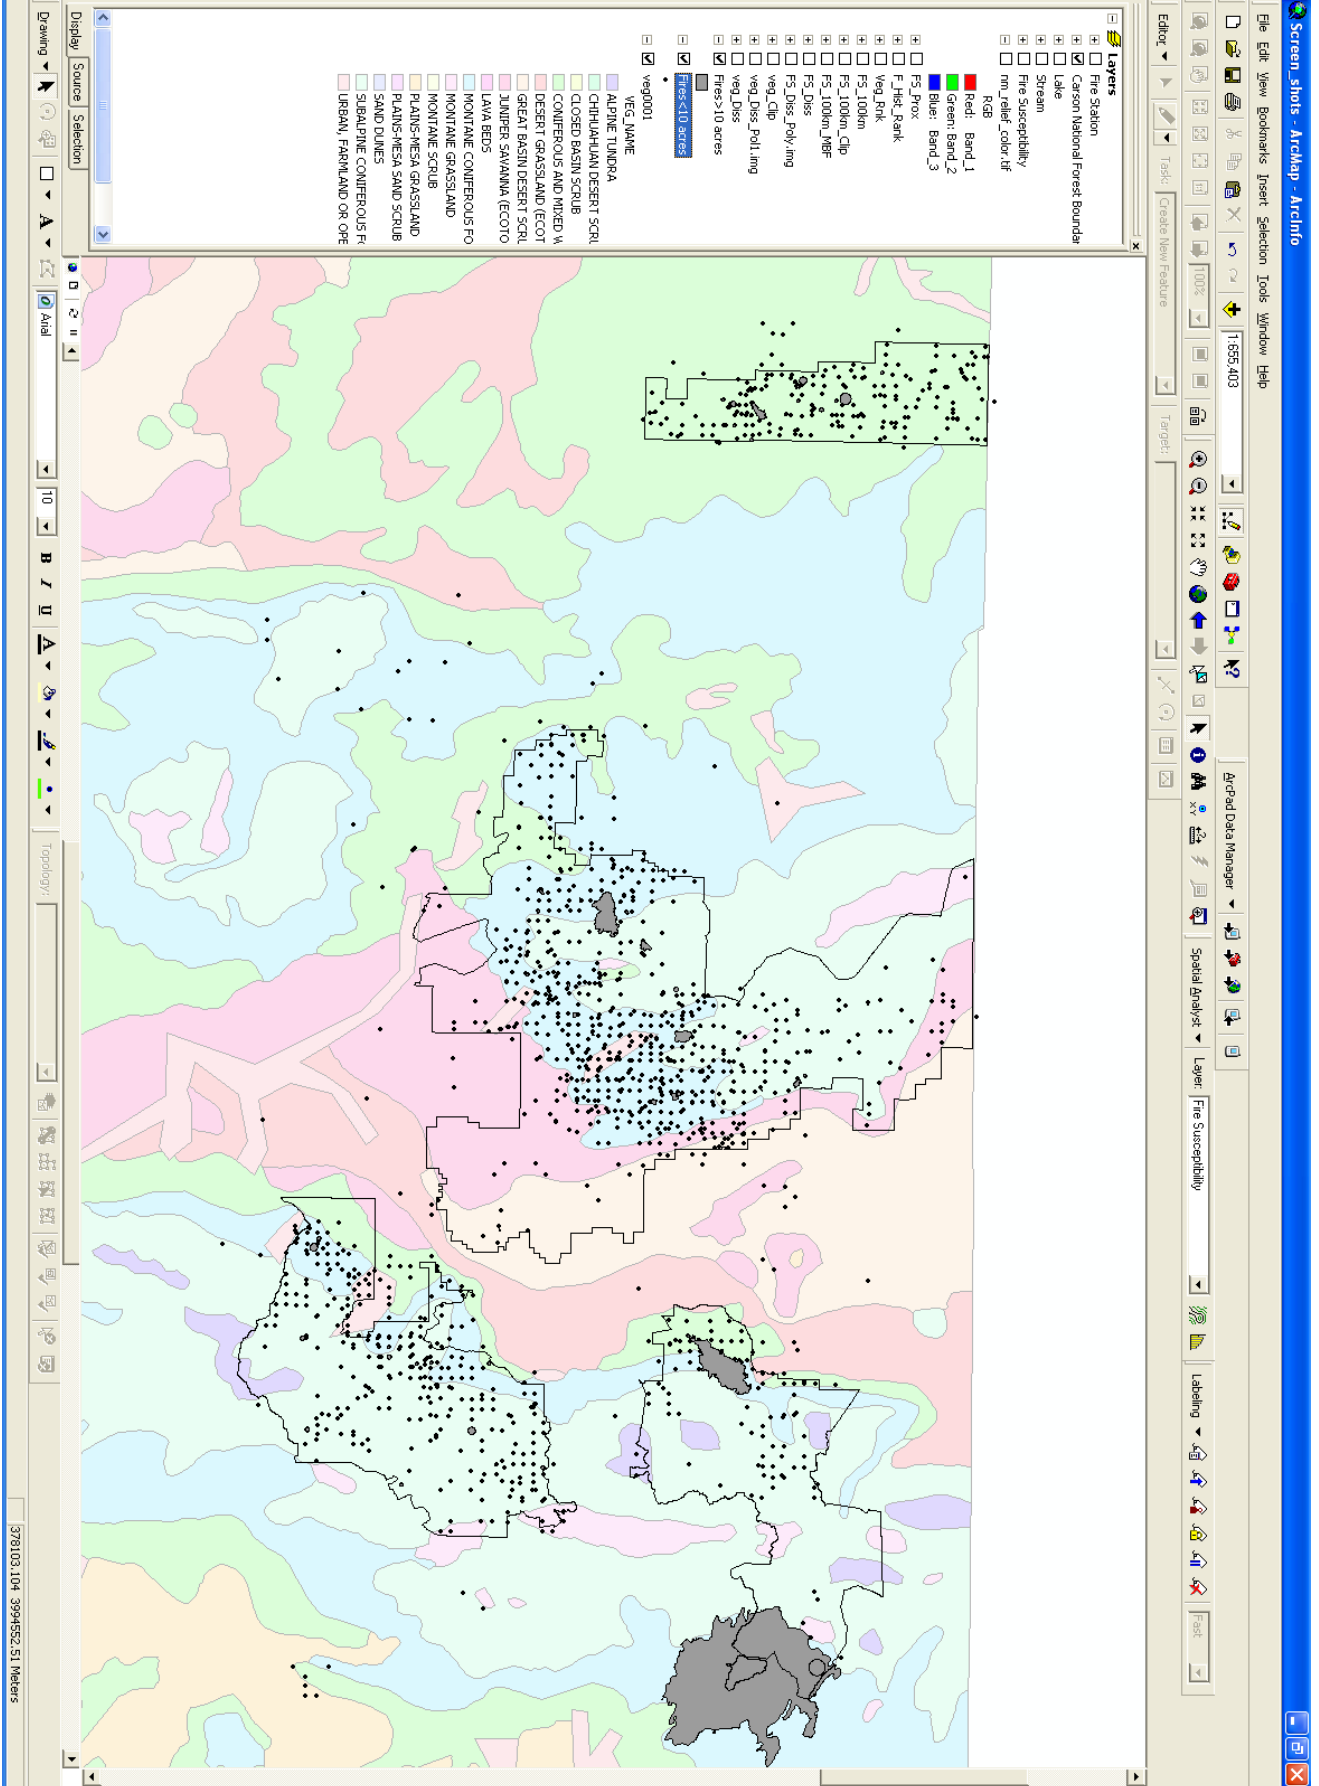 Screen_shots - ArcMap - ArcInfo
File Edit View Bookmarks Insert Selection Tools Window Help
1:655,403
ArcPad Data Manager
100%
Spatial Analyst Layer: Fire Susceptibility
Labeling
Fast
Editor Task: Create New Feature Target:
Layers
Fire Station
Carson National Forest Boundar
Lake
Stream
Fire Susceptibility
nm_relief_color.tif
RGB
Red: Band_1
Green: Band_2
Blue: Band_3
FS_Prox
F_Hist_Rank
Veg_Rnk
FS_100km
FS_100km_Clip
FS_100km_MBF
FS_Diss
FS_Diss_Poly.img
veg_Clip
veg_Diss_Pol1.img
veg_Diss
Fires>10 acres
Fires<10 acres
veg0001
VEG_NAME
ALPINE TUNDRA
CHIHUAHUAN DESERT SCRU
CONIFEROUS AND MIXED W
CLOSED BASIN SCRUB
DESERT GRASSLAND (ECOT
GREAT BASIN DESERT SCRU
JUNIPER SAVANNA (ECOTO
LAVA BEDS
MONTANE CONIFEROUS FO
MONTANE GRASSLAND
MONTANE SCRUB
PLAINS-MESA GRASSLAND
PLAINS-MESA SAND SCRUB
SAND DUNES
SUBALPINE CONIFEROUS FO
URBAN, FARMLAND OR OPE
Display Source Selection
Drawing A Arial 10 B I U A
Topology:
378103.104 3994552.51 Meters